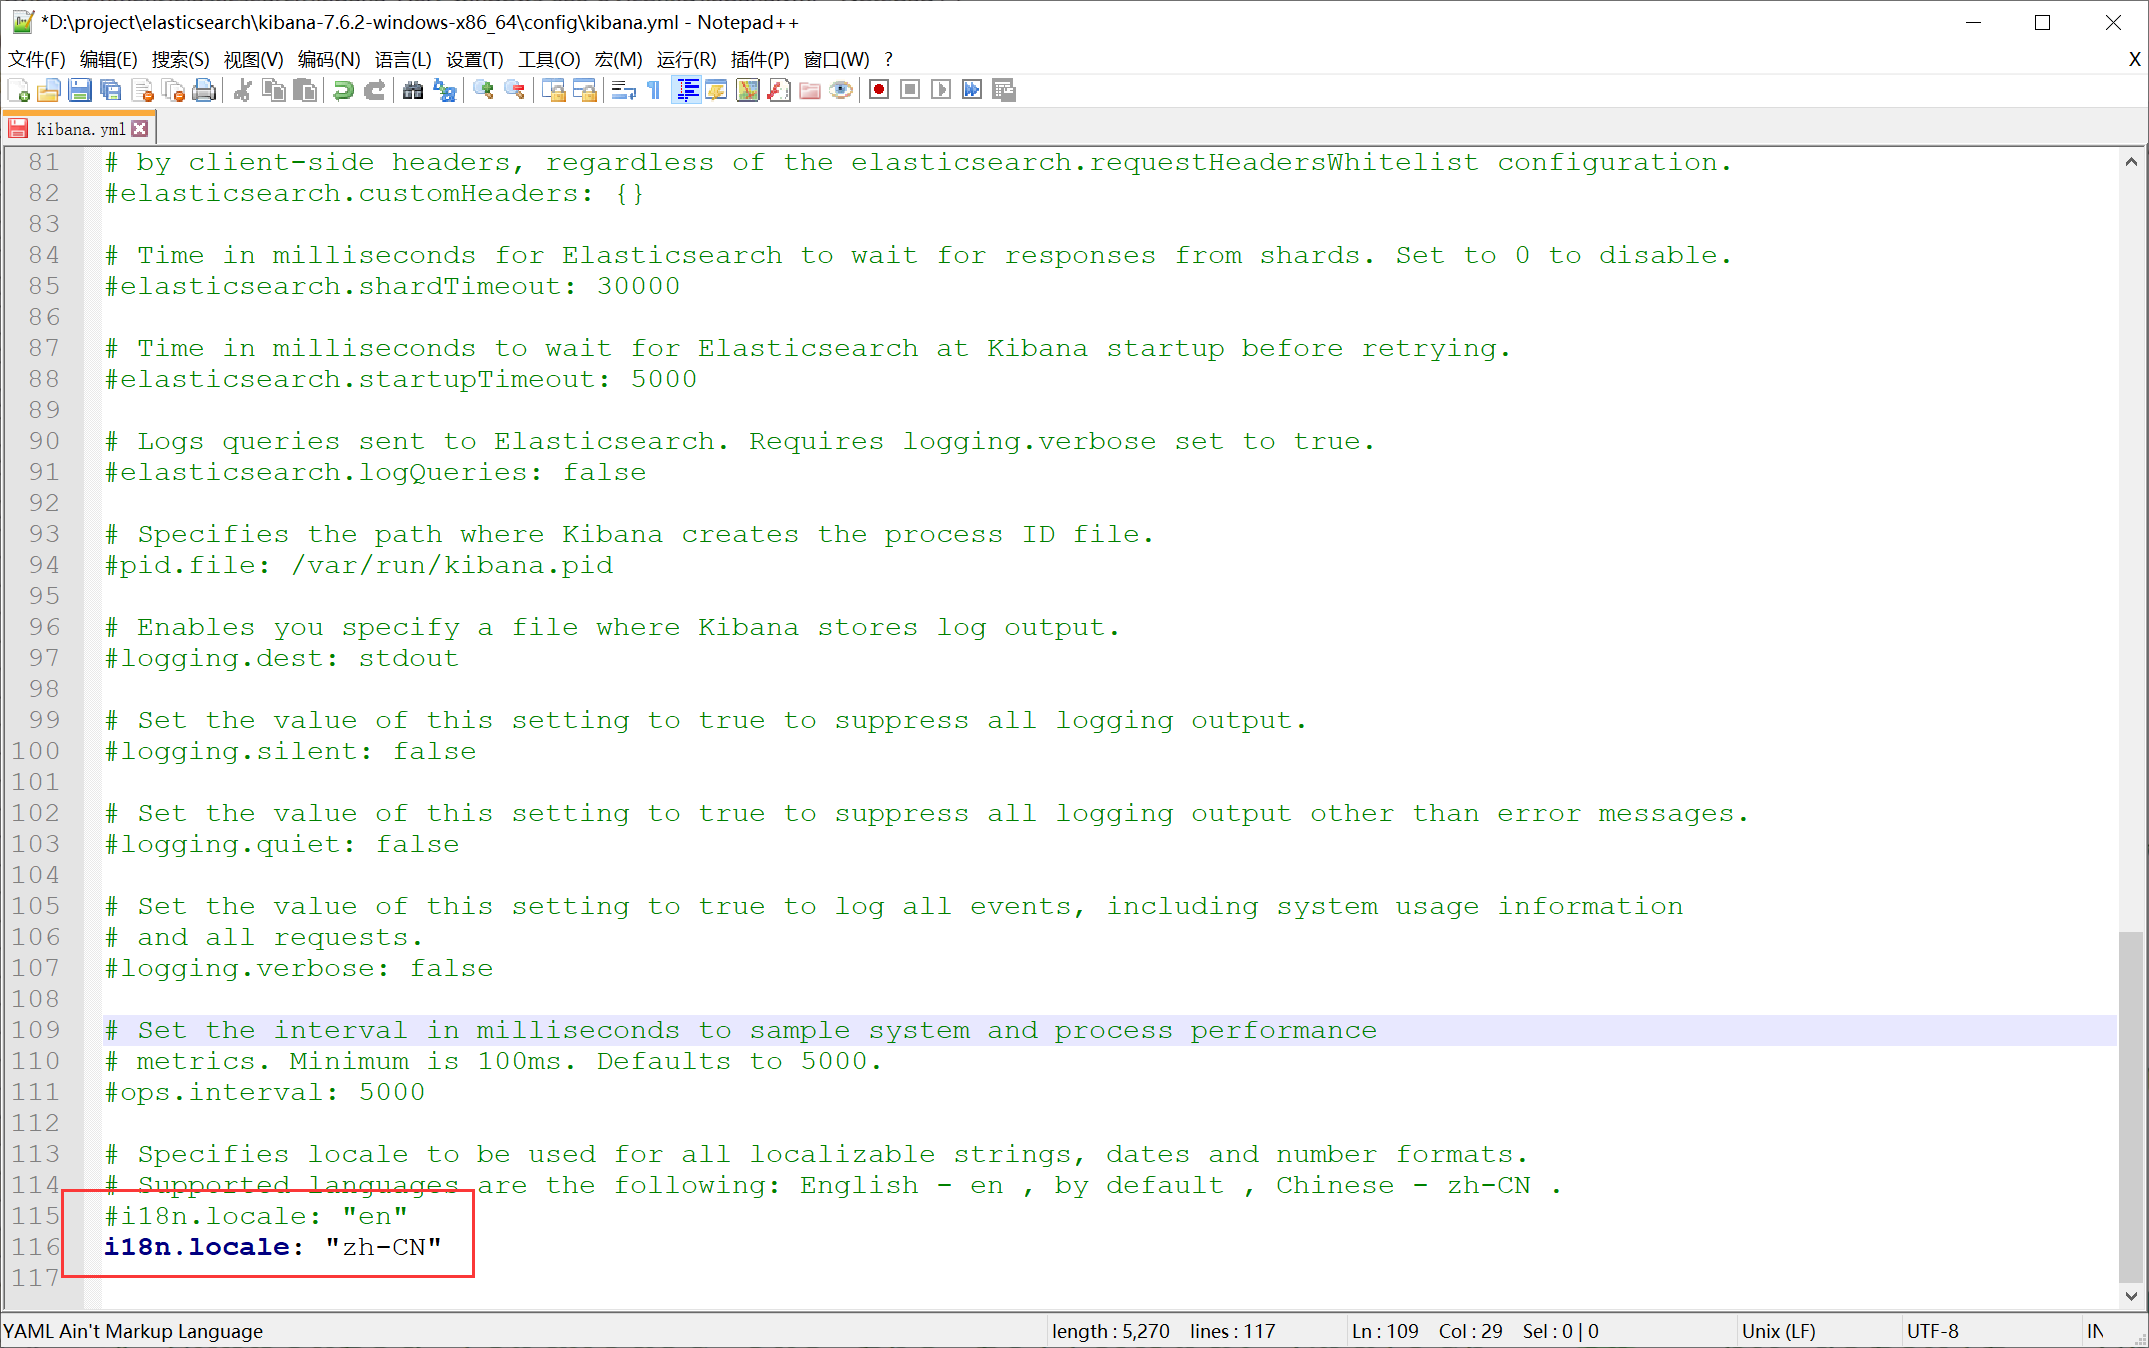 *D:\project\elasticsearch\kibana-7.6.2-windows-x86_64\config\kibana.yml - Notepad++
文件(F) 编辑(E) 搜索(S) 视图(V) 编码(N) 语言(L) 设置(T) 工具(O) 宏(M) 运行(R) 插件(P) 窗口(W) ? X
kibana.yml
81 # by client-side headers, regardless of the elasticsearch.requestHeadersWhitelist configuration.
82 #elasticsearch.customHeaders: {}
83
84 # Time in milliseconds for Elasticsearch to wait for responses from shards. Set to 0 to disable.
85 #elasticsearch.shardTimeout: 30000
86
87 # Time in milliseconds to wait for Elasticsearch at Kibana startup before retrying.
88 #elasticsearch.startupTimeout: 5000
89
90 # Logs queries sent to Elasticsearch. Requires logging.verbose set to true.
91 #elasticsearch.logQueries: false
92
93 # Specifies the path where Kibana creates the process ID file.
94 #pid.file: /var/run/kibana.pid
95
96 # Enables you specify a file where Kibana stores log output.
97 #logging.dest: stdout
98
99 # Set the value of this setting to true to suppress all logging output.
100 #logging.silent: false
101
102 # Set the value of this setting to true to suppress all logging output other than error messages.
103 #logging.quiet: false
104
105 # Set the value of this setting to true to log all events, including system usage information
106 # and all requests.
107 #logging.verbose: false
108
109 # Set the interval in milliseconds to sample system and process performance
110 # metrics. Minimum is 100ms. Defaults to 5000.
111 #ops.interval: 5000
112
113 # Specifies locale to be used for all localizable strings, dates and number formats.
114 # Supported languages are the following: English - en , by default , Chinese - zh-CN .
115 #i18n.locale: "en"
116 i18n.locale: "zh-CN"
117
YAML Ain't Markup Language length : 5,270 lines : 117 Ln : 109 Col : 29 Sel : 0 | 0 Unix (LF) UTF-8 IN